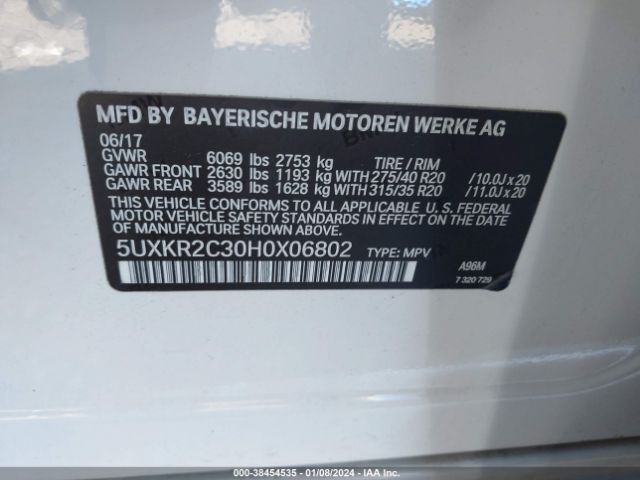 MFD BY BAYERISCHE MOTOREN WERKE AG
06/17
GVWR 6069 lbs 2753 kg TIRE / RIM
GAWR FRONT 2630 lbs 1193 kg WITH 275/40 R20 /10.0J x 20
GAWR REAR 3589 lbs 1628 kg WITH 315/35 R20 /11.0J x 20
THIS VEHICLE CONFORMS TO ALL APPLICABLE U. S. FEDERAL
MOTOR VEHICLE SAFETY STANDARDS IN EFFECT ON THE DATE
OF MANUFACTURE SHOWN ABOVE.
5UXKR2C30H0X06802 TYPE: MPV
A96M
7 320 729
000-38454535 - 01/08/2024 - IAA Inc.